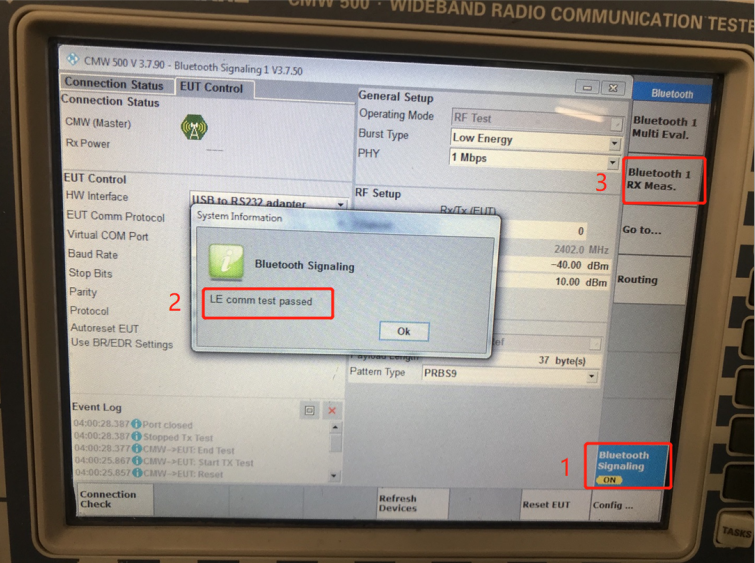 CMW 500 · WIDEBAND RADIO COMMUNICATION TESTE
CMW 500 V 3.7.90 - Bluetooth Signaling 1 V3.7.50
Connection Status
EUT Control
Connection Status
CMW (Master)
Rx Power
EUT Control
HW Interface
USB to RS232 adapter
EUT Comm Protocol
Virtual COM Port
Baud Rate
Stop Bits
Parity
Protocol
Autoreset EUT
Use BR/EDR Settings
General Setup
Operating Mode
RF Test
Burst Type
Low Energy
PHY
1 Mbps
RF Setup
Rx/Tx (EUT)
0
2402.0 MHz
-40.00 dBm
10.00 dBm
Payload Length
37 byte(s)
Pattern Type
PRBS9
System Information
Bluetooth Signaling
2
LE comm test passed
Ok
Event Log
04:00:28.387 Port closed
04:00:28.387 Stopped Tx Test
04:00:28.377 CMW->EUT: End Test
04:00:25.867 CMW->EUT: Start TX Test
04:00:25.857 CMW->EUT: Reset
Bluetooth
Bluetooth 1
Multi Eval.
3
Bluetooth 1
RX Meas.
Go to...
Routing
1
Bluetooth
Signaling
ON
Connection
Check
Refresh
Devices
Reset EUT
Config ...
TASKS